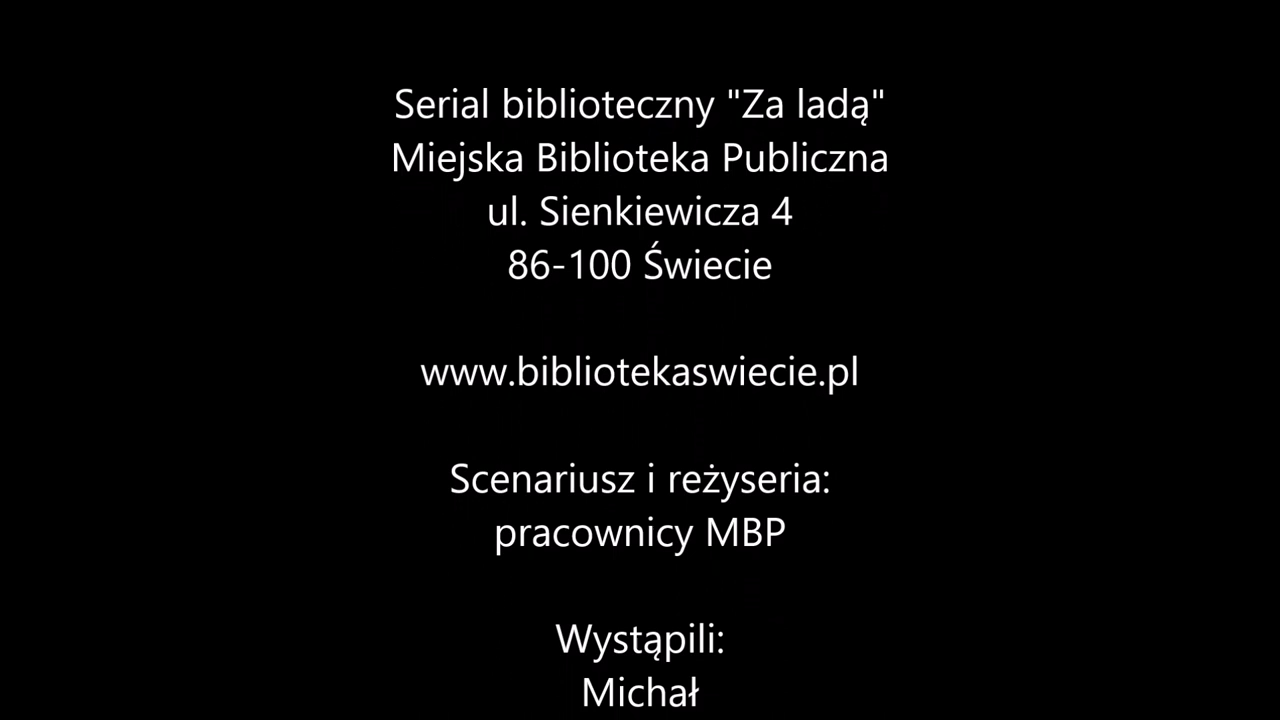 Serial biblioteczny "Za ladą"
Miejska Biblioteka Publiczna
ul. Sienkiewicza 4
86-100 Świecie
www.bibliotekaswiecie.pl
Scenariusz i reżyseria:
pracownicy MBP
Wystąpili:
Michał